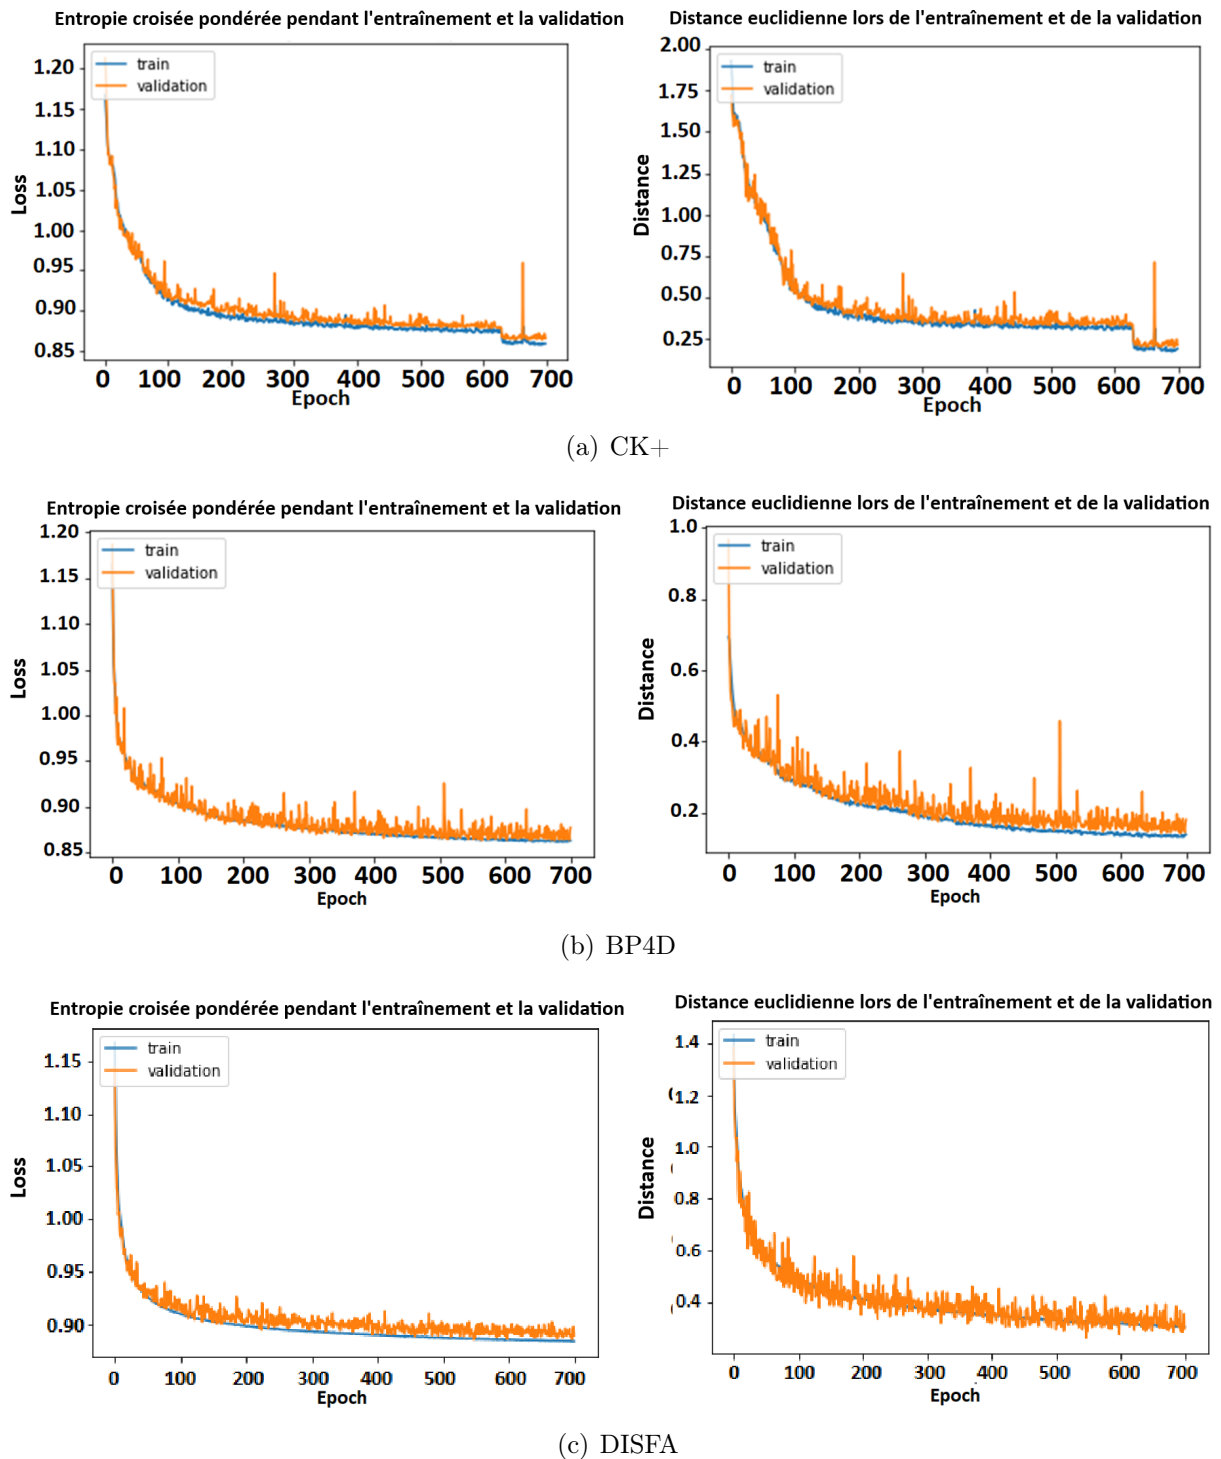 Entropie croisée pondérée pendant l'entraînement et la validation
train
validation
1.20
1.15
1.10
1.05
1.00
0.95
0.90
0.85
Loss
0 100 200 300 400 500 600 700
Epoch
Distance euclidienne lors de l'entraînement et de la validation
train
validation
2.00
1.75
1.50
1.25
1.00
0.75
0.50
0.25
Distance
0 100 200 300 400 500 600 700
Epoch
(a) CK+
Entropie croisée pondérée pendant l'entraînement et la validation
train
validation
1.20
1.15
1.10
1.05
1.00
0.95
0.90
0.85
Loss
0 100 200 300 400 500 600 700
Epoch
Distance euclidienne lors de l'entraînement et de la validation
train
validation
1.0
0.8
0.6
0.4
0.2
Distance
0 100 200 300 400 500 600 700
Epoch
(b) BP4D
Entropie croisée pondérée pendant l'entraînement et la validation
train
validation
1.15
1.10
1.05
1.00
0.95
0.90
Loss
0 100 200 300 400 500 600 700
Epoch
Distance euclidienne lors de l'entraînement et de la validation
train
validation
1.4
1.2
1.0
0.8
0.6
0.4
Distance
0 100 200 300 400 500 600 700
Epoch
(c) DISFA